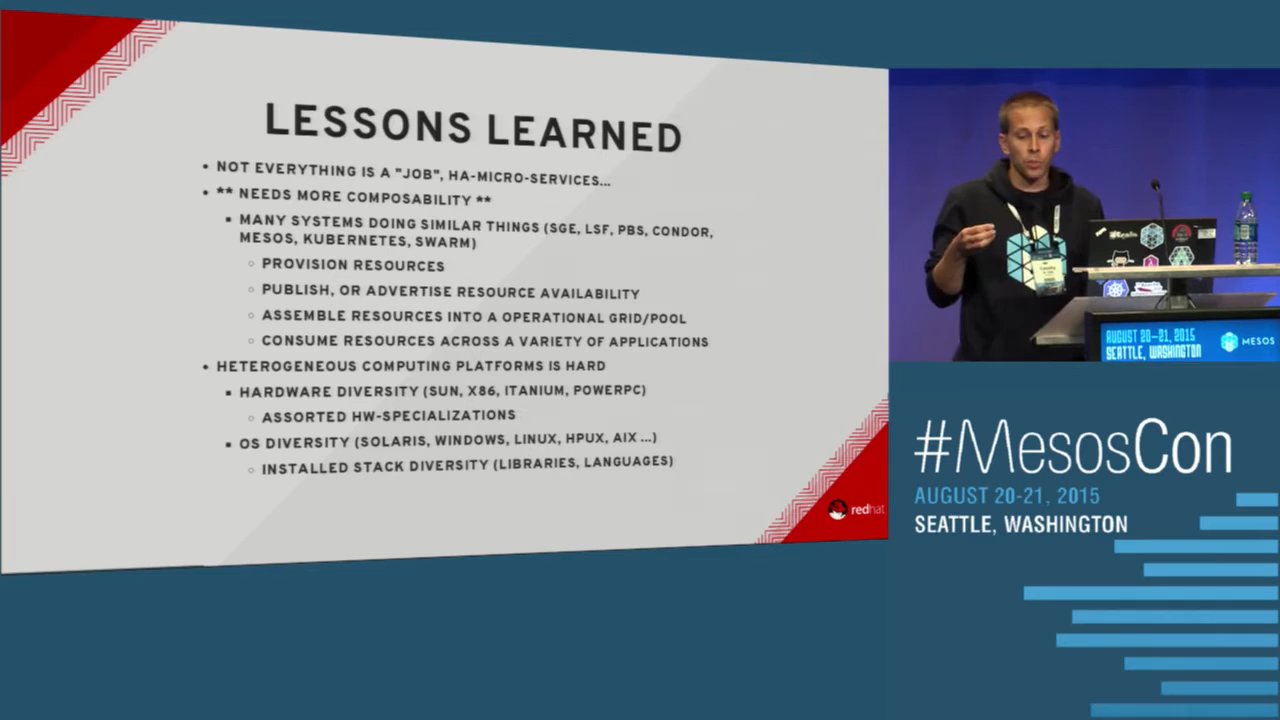 LESSONS LEARNED
• NOT EVERYTHING IS A "JOB", HA-MICRO-SERVICES...
• ** NEEDS MORE COMPOSABILITY **
▪ MANY SYSTEMS DOING SIMILAR THINGS (SGE, LSF, PBS, CONDOR,
MESOS, KUBERNETES, SWARM)
○ PROVISION RESOURCES
○ PUBLISH, OR ADVERTISE RESOURCE AVAILABILITY
○ ASSEMBLE RESOURCES INTO A OPERATIONAL GRID/POOL
○ CONSUME RESOURCES ACROSS A VARIETY OF APPLICATIONS
• HETEROGENEOUS COMPUTING PLATFORMS IS HARD
▪ HARDWARE DIVERSITY (SUN, X86, ITANIUM, POWERPC)
○ ASSORTED HW-SPECIALIZATIONS
▪ OS DIVERSITY (SOLARIS, WINDOWS, LINUX, HPUX, AIX ...)
○ INSTALLED STACK DIVERSITY (LIBRARIES, LANGUAGES)
redhat
AUGUST 20-21, 2015
SEATTLE, WASHINGTON
MESOS
#MesosCon
AUGUST 20-21, 2015
SEATTLE, WASHINGTON